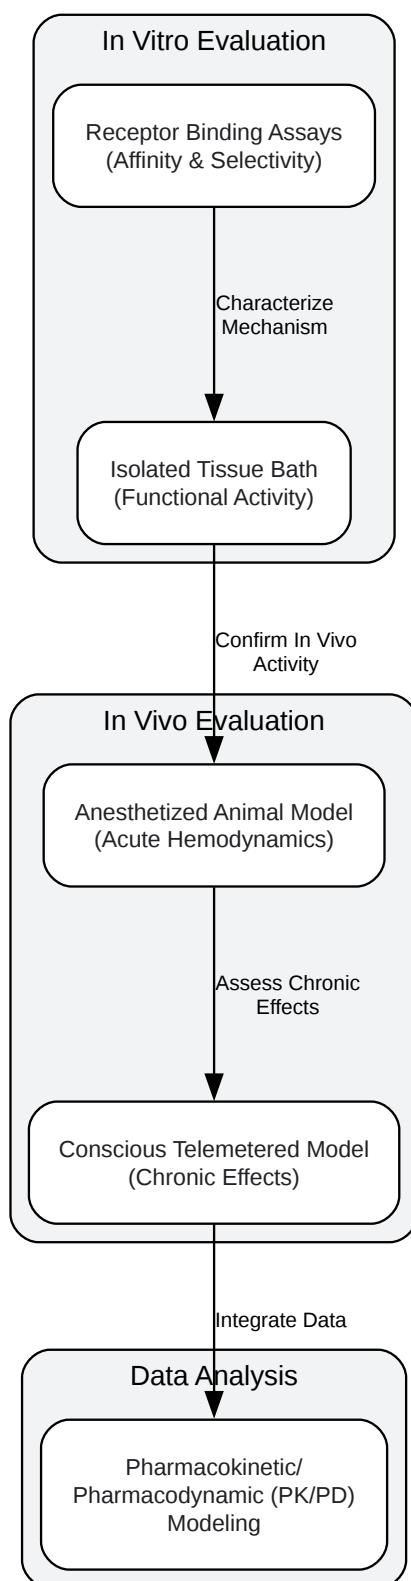 In Vitro Evaluation
Receptor Binding Assays
(Affinity & Selectivity)
Characterize
Mechanism
Isolated Tissue Bath
(Functional Activity)
Confirm In Vivo
Activity
In Vivo Evaluation
Anesthetized Animal Model
(Acute Hemodynamics)
Assess Chronic
Effects
Conscious Telemetered Model
(Chronic Effects)
Integrate Data
Data Analysis
Pharmacokinetic/
Pharmacodynamic (PK/PD)
Modeling